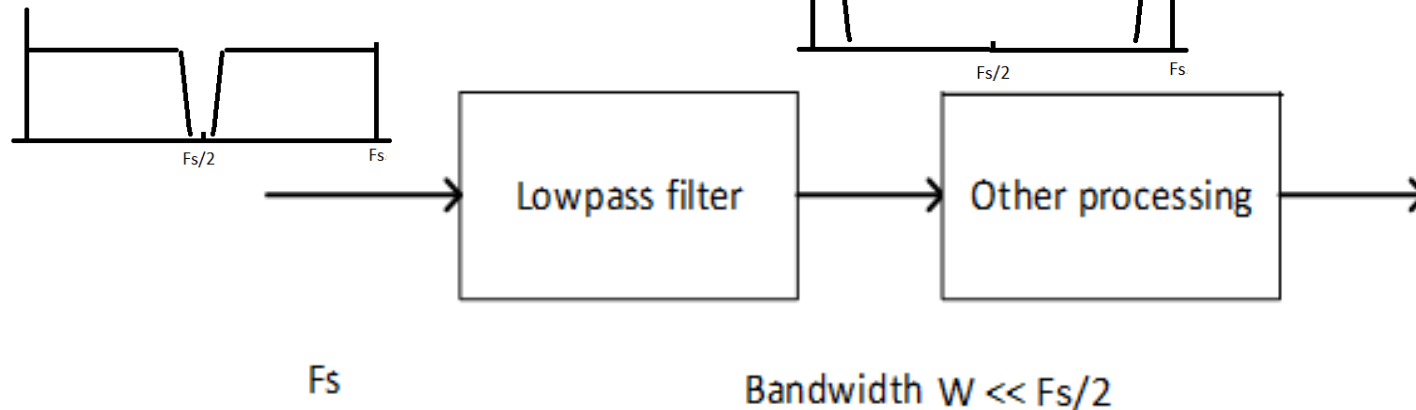 Fs/2
Fs
Fs/2
Fs
Lowpass filter
Other processing
Fs
Bandwidth W << Fs/2